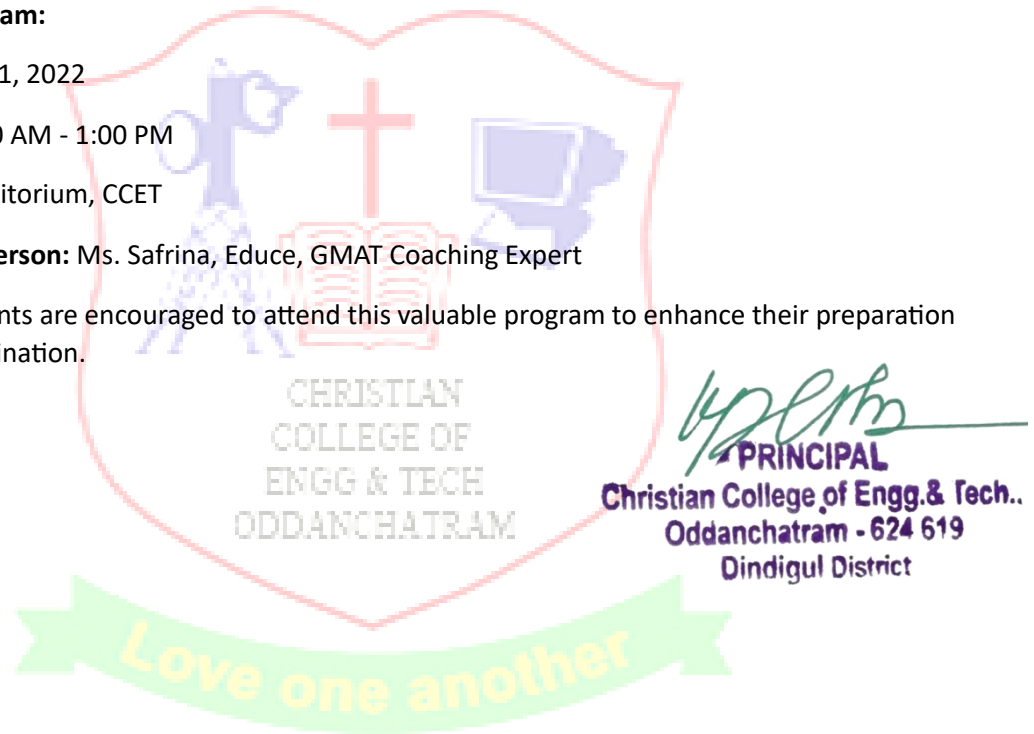 am:
1, 2022
0 AM - 1:00 PM
itorium, CCET
erson: Ms. Safrina, Educe, GMAT Coaching Expert
nts are encouraged to attend this valuable program to enhance their preparation
ination.
CHRISTIAN
COLLEGE OF
ENGG & TECH
ODDANCHATRAM
PRINCIPAL
Christian College of Engg.& Tech..
Oddanchatram - 624 619
Dindigul District
Love one another